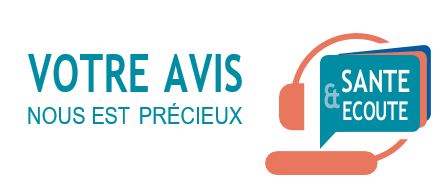 VOTRE AVIS
NOUS EST PRÉCIEUX
SANTE
& ECOUTE